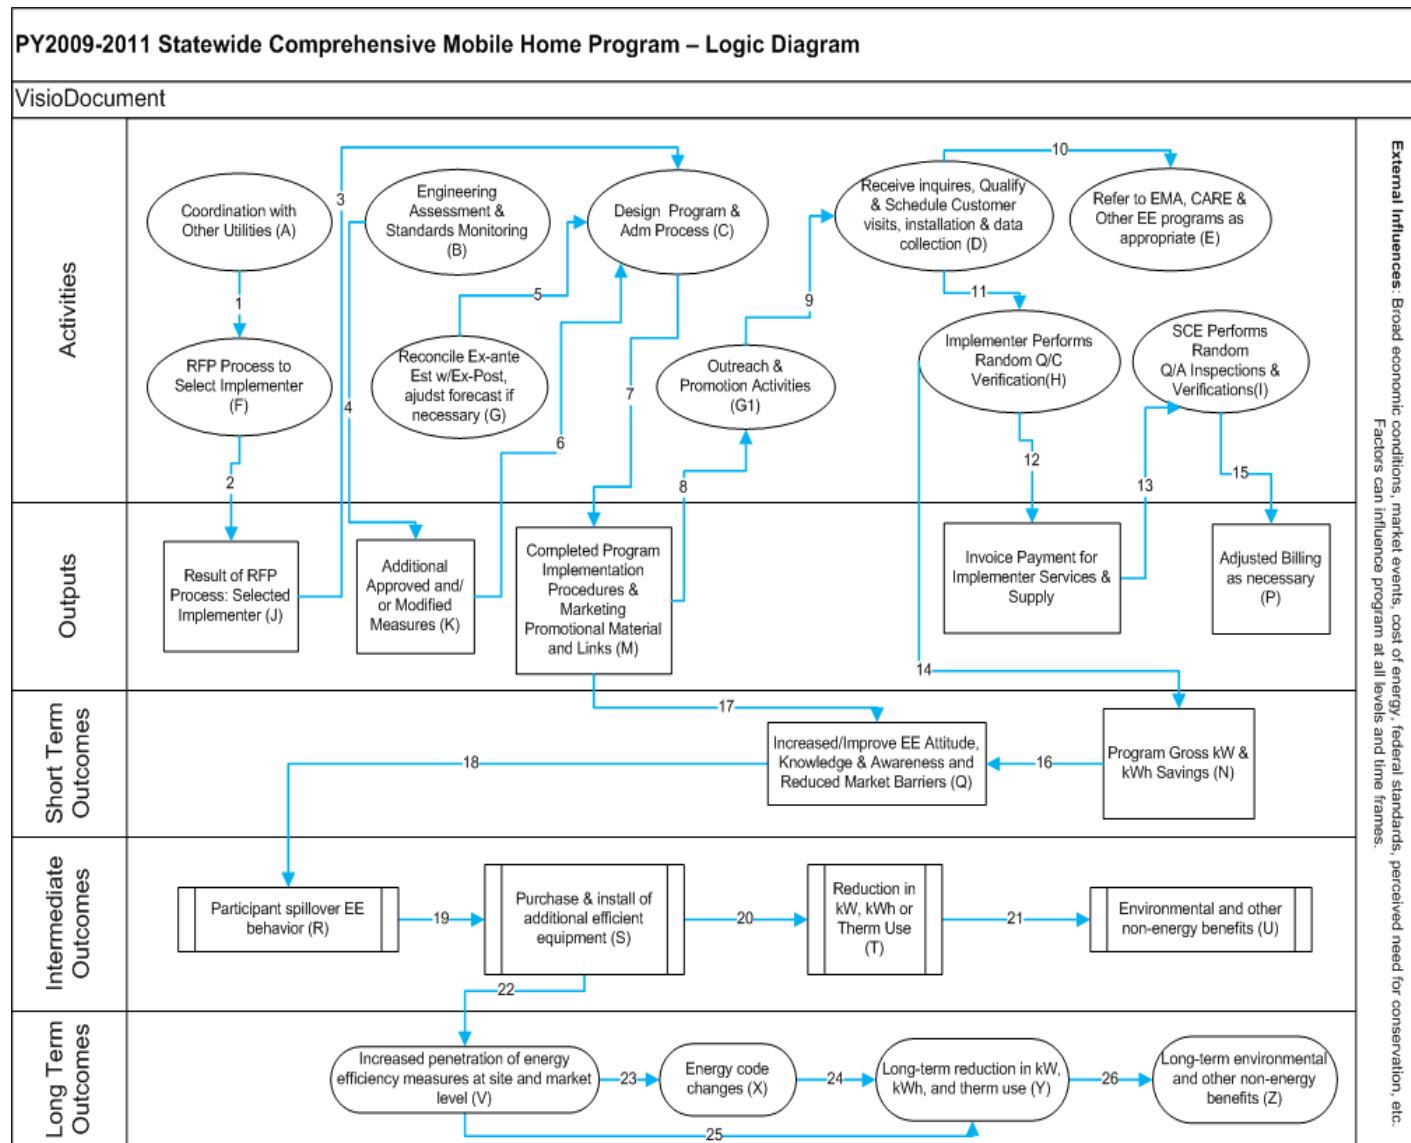 PY2009-2011 Statewide Comprehensive Mobile Home Program – Logic Diagram
VisioDocument
Activities
Coordination with
Other Utilities (A)
Engineering
Assessment &
Standards Monitoring
(B)
Design Program &
Adm Process (C)
Receive inquires, Qualify
& Schedule Customer
visits, installation & data
collection (D)
Refer to EMA, CARE &
Other EE programs as
appropriate (E)
RFP Process to
Select Implementer
(F)
Reconcile Ex-ante
Est w/Ex-Post,
ajudst forecast if
necessary (G)
Outreach &
Promotion Activities
(G1)
Implementer Performs
Random Q/C
Verification(H)
SCE Performs
Random
Q/A Inspections &
Verifications(I)
1
2
3
4
5
6
7
8
9
10
11
12
13
14
15
Outputs
Result of RFP
Process: Selected
Implementer (J)
Additional
Approved and/
or Modified
Measures (K)
Completed Program
Implementation
Procedures &
Marketing
Promotional Material
and Links (M)
Invoice Payment for
Implementer Services &
Supply
Adjusted Billing
as necessary
(P)
Short Term
Outcomes
17
Increased/Improve EE Attitude,
Knowledge & Awareness and
Reduced Market Barriers (Q)
16
Program Gross kW &
kWh Savings (N)
18
Intermediate
Outcomes
Participant spillover EE
behavior (R)
19
Purchase & install of
additional efficient
equipment (S)
20
Reduction in
kW, kWh or
Therm Use
(T)
21
Environmental and other
non-energy benefits (U)
22
Long Term
Outcomes
Increased penetration of energy
efficiency measures at site and market
level (V)
23
Energy code
changes (X)
24
Long-term reduction in kW,
kWh, and therm use (Y)
26
Long-term environmental
and other non-energy
benefits (Z)
25
External Influences: Broad economic conditions, market events, cost of energy, federal standards, perceived need for conservation, etc.
Factors can influence program at all levels and time frames.